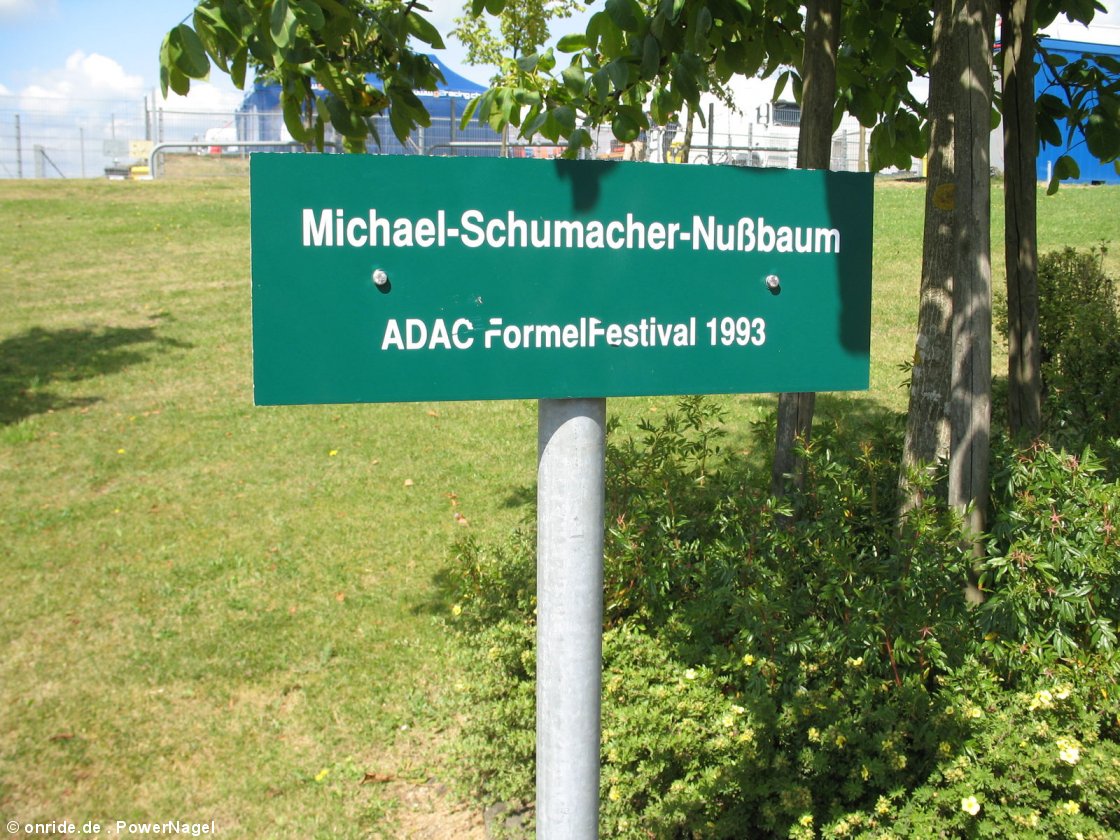 Michael-Schumacher-Nußbaum
ADAC FormelFestival 1993
© onride.de . PowerNagel